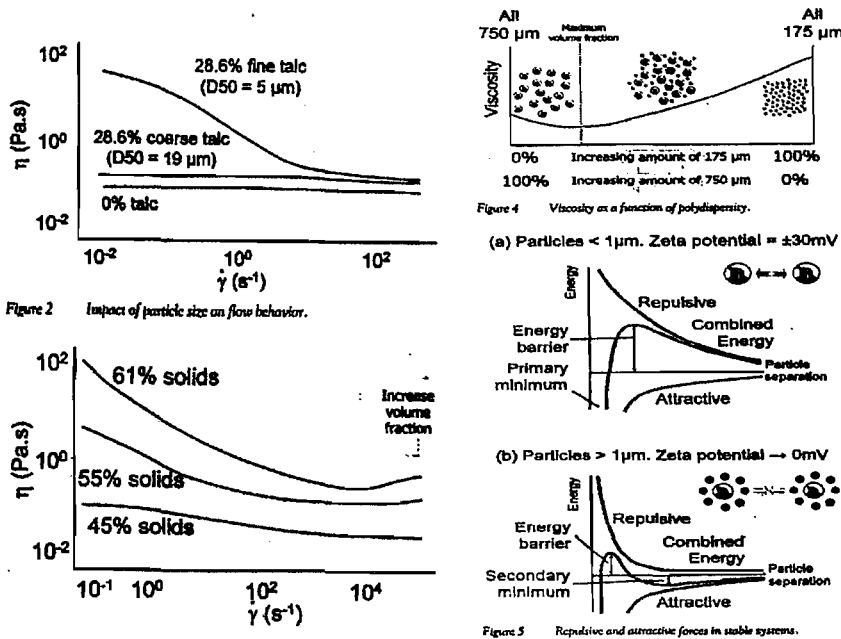 10²
10⁰
10⁻²
η (Pa.s)
28.6% fine talc
(D50 = 5 µm)
28.6% coarse talc
(D50 = 19 µm)
0% talc
10⁻²
10⁰
10²
γ̇ (s⁻¹)
Figure 2 Impact of particle size on flow behavior.
10²
10⁰
10⁻²
η (Pa.s)
61% solids
55% solids
45% solids
Increase
volume
fraction
10⁻¹
10⁰
10²
10⁴
γ̇ (s⁻¹)
All
750 µm
Maximum
volume fraction
All
175 µm
Viscosity
0% Increasing amount of 175 µm 100%
100% Increasing amount of 750 µm 0%
Figure 4 Viscosity as a function of polydispersity.
(a) Particles < 1µm. Zeta potential = ±30mV
Energy
Repulsive
Combined
Energy
Energy
barrier
Primary
minimum
Particle
separation
Attractive
(b) Particles > 1µm. Zeta potential → 0mV
Energy
Repulsive
Combined
Energy
Energy
barrier
Secondary
minimum
Particle
separation
Attractive
Figure 5 Repulsive and attractive forces in stable systems.